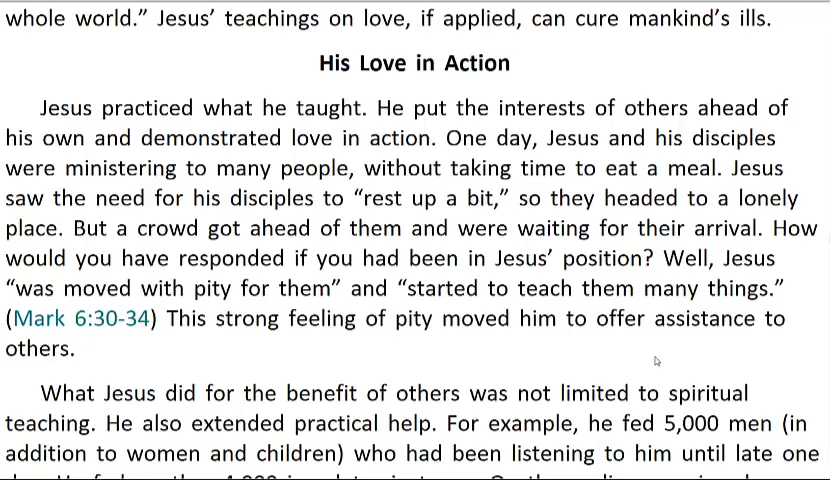 whole world.” Jesus’ teachings on love, if applied, can cure mankind’s ills.
His Love in Action
Jesus practiced what he taught. He put the interests of others ahead of
his own and demonstrated love in action. One day, Jesus and his disciples
were ministering to many people, without taking time to eat a meal. Jesus
saw the need for his disciples to “rest up a bit,” so they headed to a lonely
place. But a crowd got ahead of them and were waiting for their arrival. How
would you have responded if you had been in Jesus’ position? Well, Jesus
“was moved with pity for them” and “started to teach them many things.”
(Mark 6:30-34) This strong feeling of pity moved him to offer assistance to
others.
What Jesus did for the benefit of others was not limited to spiritual
teaching. He also extended practical help. For example, he fed 5,000 men (in
addition to women and children) who had been listening to him until late one